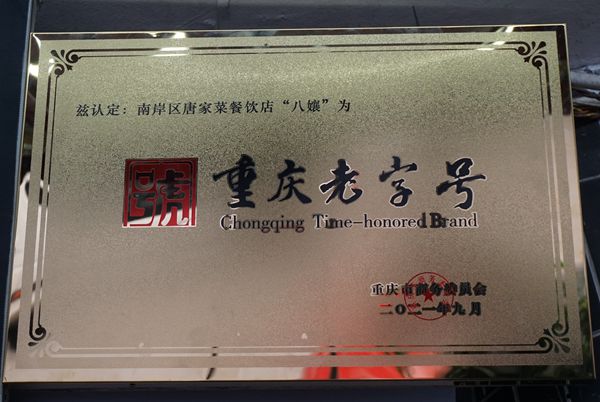 兹认定：南岸区唐家菜餐饮店“八孃”为
號 重庆老字号
Chongqing Time-honored Brand
重庆市商务委员会
二〇二一年九月